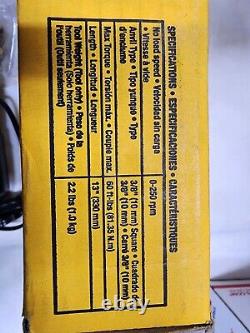 SPECIFICATIONS • ESPECIFICACIONES • CARACTÉRISTIQUES
No load speed • Velocidad sin carga
• Vitesse à vide
0-250 rpm
Anvil Type • Tipo yunque • Type
d'enclume
3/8" (10 mm) Square • Cuadrado de
3/8" (10 mm) • Carré 3/8" (10 mm)
Max Torque • Torsión máx. • Couple max.
60 ft-lbs (81.35 N.m)
Length • Longitud • Longueur
13" (330 mm)
Tool Weight (Tool only) • Peso de la
herramienta (Solo herramienta) • Poids de
l'outil (Outil seulement)
2.2 lbs (1.0 kg)